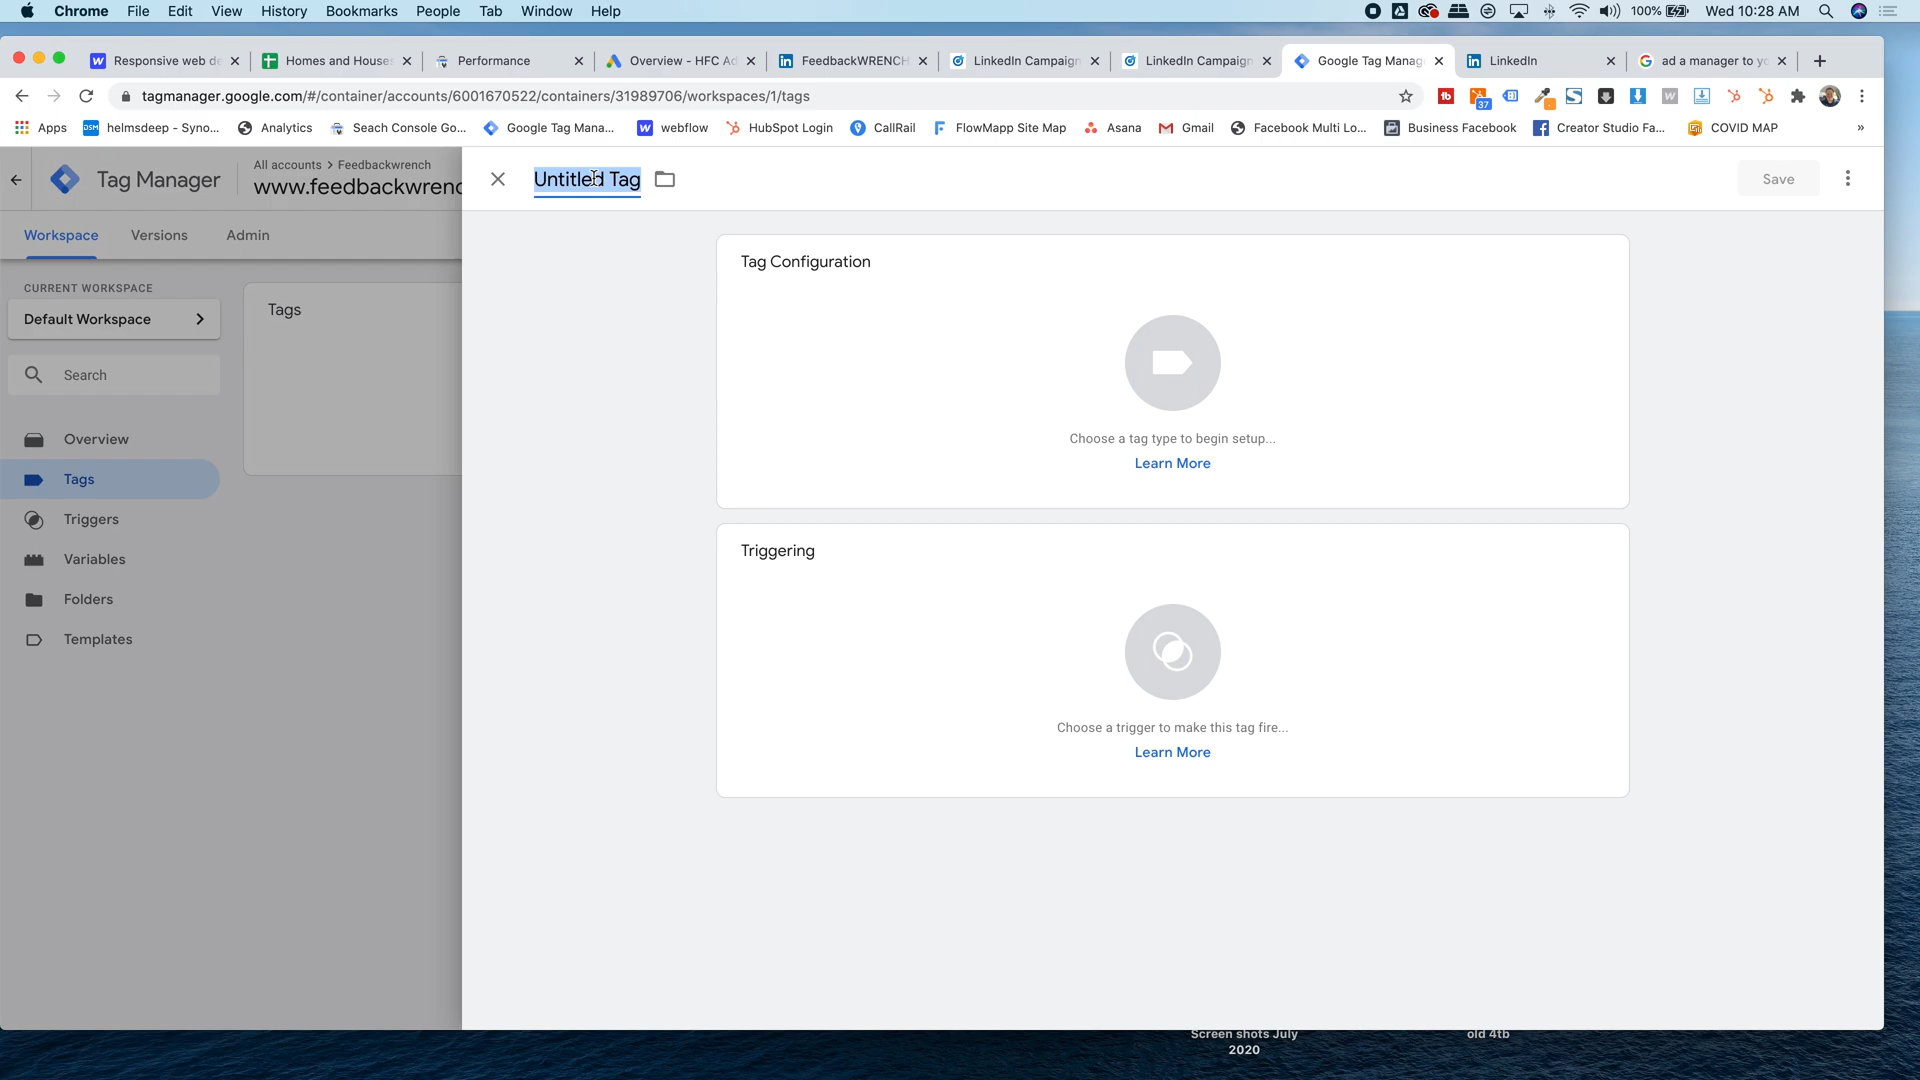 Chrome File Edit View History Bookmarks People Tab Window Help 100% Wed 10:28 AM
Responsive web de Homes and Houses Performance Overview - HFC Ad FeedbackWRENCH LinkedIn Campaign LinkedIn Campaign Google Tag Manag LinkedIn ad a manager to yo
tagmanager.google.com/#/container/accounts/6001670522/containers/31989706/workspaces/1/tags 37
Apps DSM helmsdeep - Syno... Analytics Seach Console Go... Google Tag Mana... webflow HubSpot Login CallRail FlowMapp Site Map Asana Gmail Facebook Multi Lo... Business Facebook Creator Studio Fa... COVID MAP »
Tag Manager
All accounts > Feedbackwrench
www.feedbackwrenc
Untitled Tag
Save
Workspace Versions Admin
CURRENT WORKSPACE
Default Workspace
Search
Overview
Tags
Triggers
Variables
Folders
Templates
Tags
Tag Configuration
Choose a tag type to begin setup...
Learn More
Triggering
Choose a trigger to make this tag fire...
Learn More
Screen shots July
2020
old 4tb